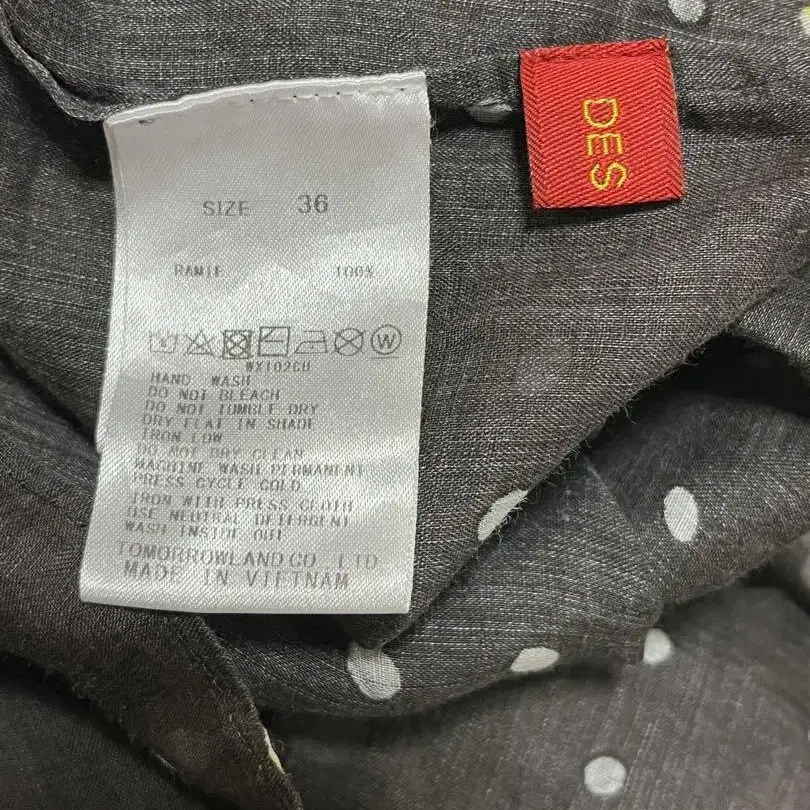 SIZE 36
RAMIE 100%
W
WX102CU
HAND WASH
DO NOT BLEACH
DO NOT TUMBLE DRY
DRY FLAT IN SHADE
IRON LOW
DO NOT DRY CLEAN
MACHINE WASH PERMANENT
PRESS CYCLE COLD
IRON WITH PRESS CLOTH
USE NEUTRAL DETERGENT
WASH INSIDE OUT
TOMORROWLAND CO LTD
MADE IN VIETNAM
DES